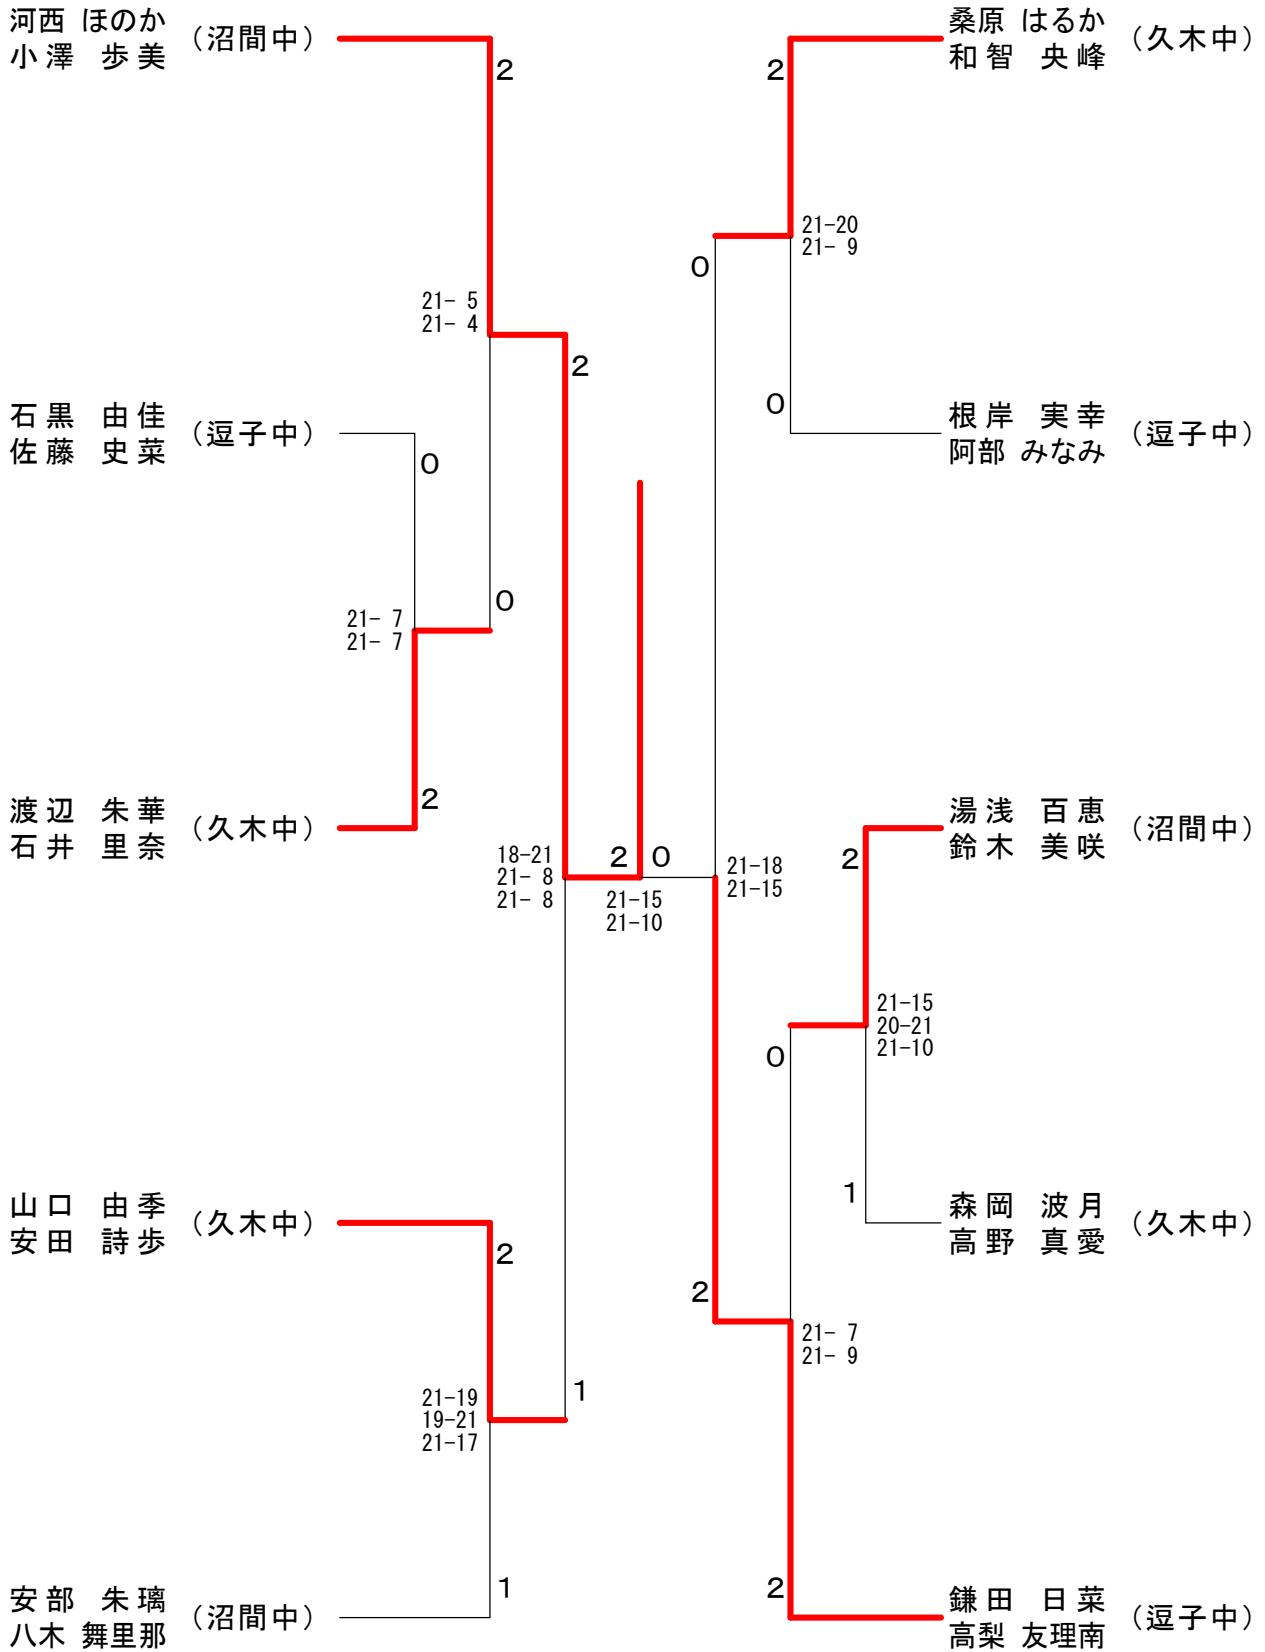 河西 ほのか
小澤 歩美
(沼間中)
2
21- 5
21- 4
2
石黒 由佳
佐藤 史菜
(逗子中)
0
0
21- 7
21- 7
渡辺 朱華
石井 里奈
(久木中)
2
18-21
21- 8
21- 8
2
0
21-15
21-10
山口 由季
安田 詩歩
(久木中)
2
21-19
19-21
21-17
1
安部 朱璃
八木 舞里那
(沼間中)
1
桑原 はるか
和智 央峰
(久木中)
2
21-20
21- 9
0
根岸 実幸
阿部 みなみ
(逗子中)
0
湯浅 百恵
鈴木 美咲
(沼間中)
2
21-18
21-15
21-15
20-21
21-10
0
森岡 波月
高野 真愛
(久木中)
1
2
21- 7
21- 9
鎌田 日菜
高梨 友理南
(逗子中)
2